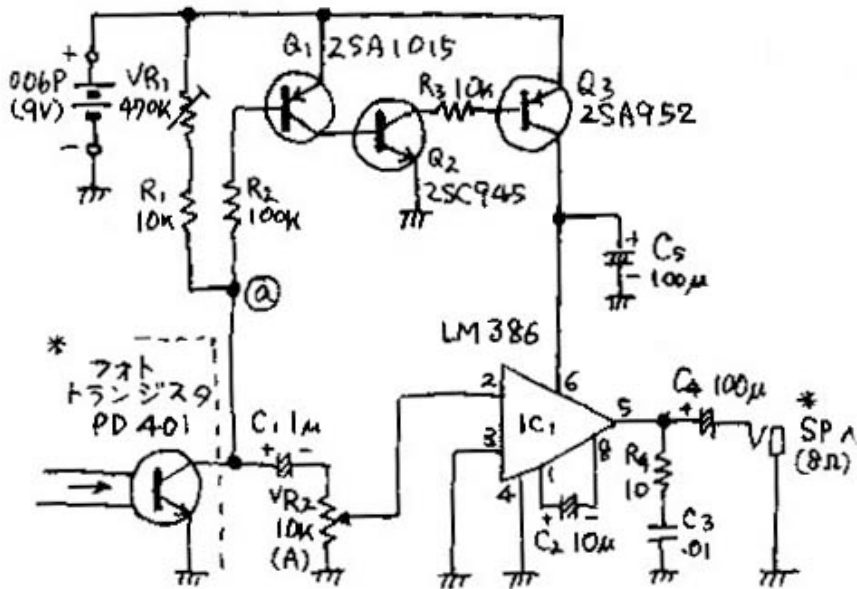 Q1 2SA1015
+
006P
(9V)
-
VR1
470K
R3 10K
Q3
2SA952
Q2
2SC945
R1
10K
R2
100K
ⓐ
+
C5
-
100μ
LM386
*
フォト
トランジスタ
PD401
C1 1μ
+ -
VR2
10K
(A)
2
3
4
6
5
8
1
IC1
+ -
C2 10μ
C4 100μ
+
R4
10
C3
.01
*
SP へ
(8Ω)